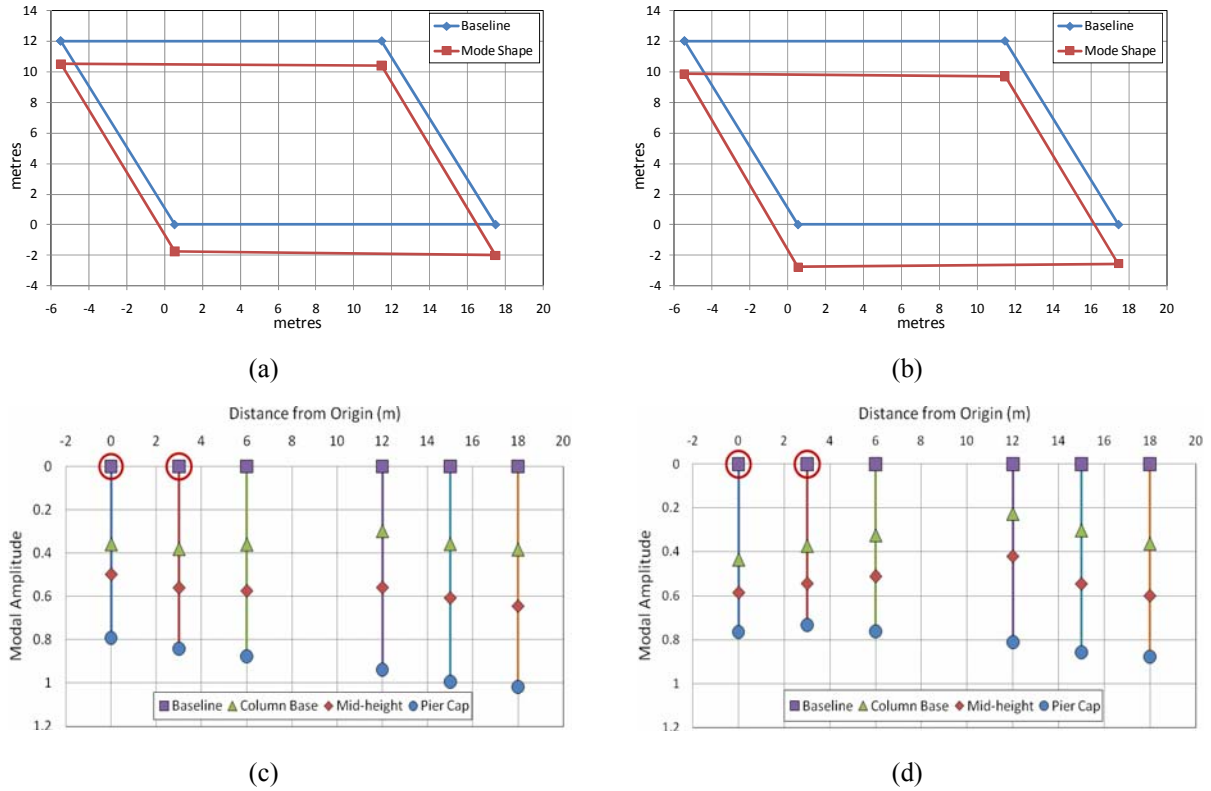 14
12
10
8
6
4
2
0
-2
-4
metres
-6 -4 -2 0 2 4 6 8 10 12 14 16 18 20
metres
Baseline
Mode Shape
(a)
14
12
10
8
6
4
2
0
-2
-4
metres
-6 -4 -2 0 2 4 6 8 10 12 14 16 18 20
metres
Baseline
Mode Shape
(b)
Distance from Origin (m)
-2 0 2 4 6 8 10 12 14 16 18 20
0
0.2
0.4
0.6
0.8
1
1.2
Modal Amplitude
Baseline Column Base Mid-height Pier Cap
(c)
Distance from Origin (m)
-2 0 2 4 6 8 10 12 14 16 18 20
0
0.2
0.4
0.6
0.8
1
1.2
Modal Amplitude
Baseline Column Base Mid-height Pier Cap
(d)